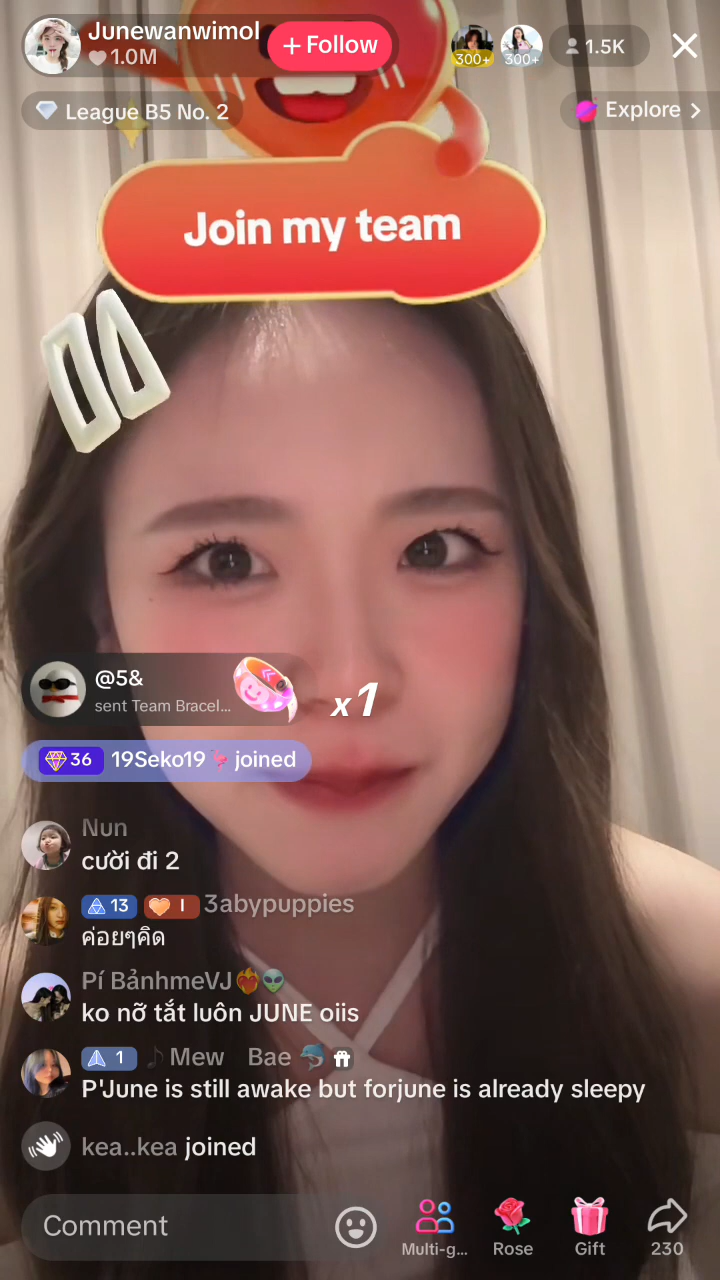 Junewanwimol
1.0M
+ Follow
300+
300+
1.5K
League B5 No. 2
Explore >
Join my team
@5&
sent Team Bracel...
x1
36 19Seko19 joined
Nun
cười đi 2
13 I 3abypuppies
ค่อยๆคิด
Pí BảnhmeVJ❤️‍🔥👽
ko nỡ tắt luôn JUNE oiis
1 ♪ Mew Bae 🐬
P'June is still awake but forjune is already sleepy
kea..kea joined
Comment
Multi-g...
Rose
Gift
230